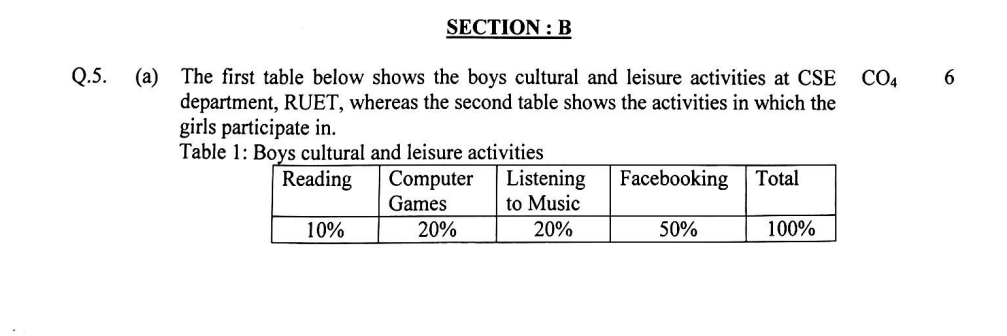 SECTION : B
Q.5. (a) The first table below shows the boys cultural and leisure activities at CSE CO4 6
department, RUET, whereas the second table shows the activities in which the
girls participate in.
Table 1: Boys cultural and leisure activities
Reading Computer Listening Facebooking Total
Games to Music
10% 20% 20% 50% 100%